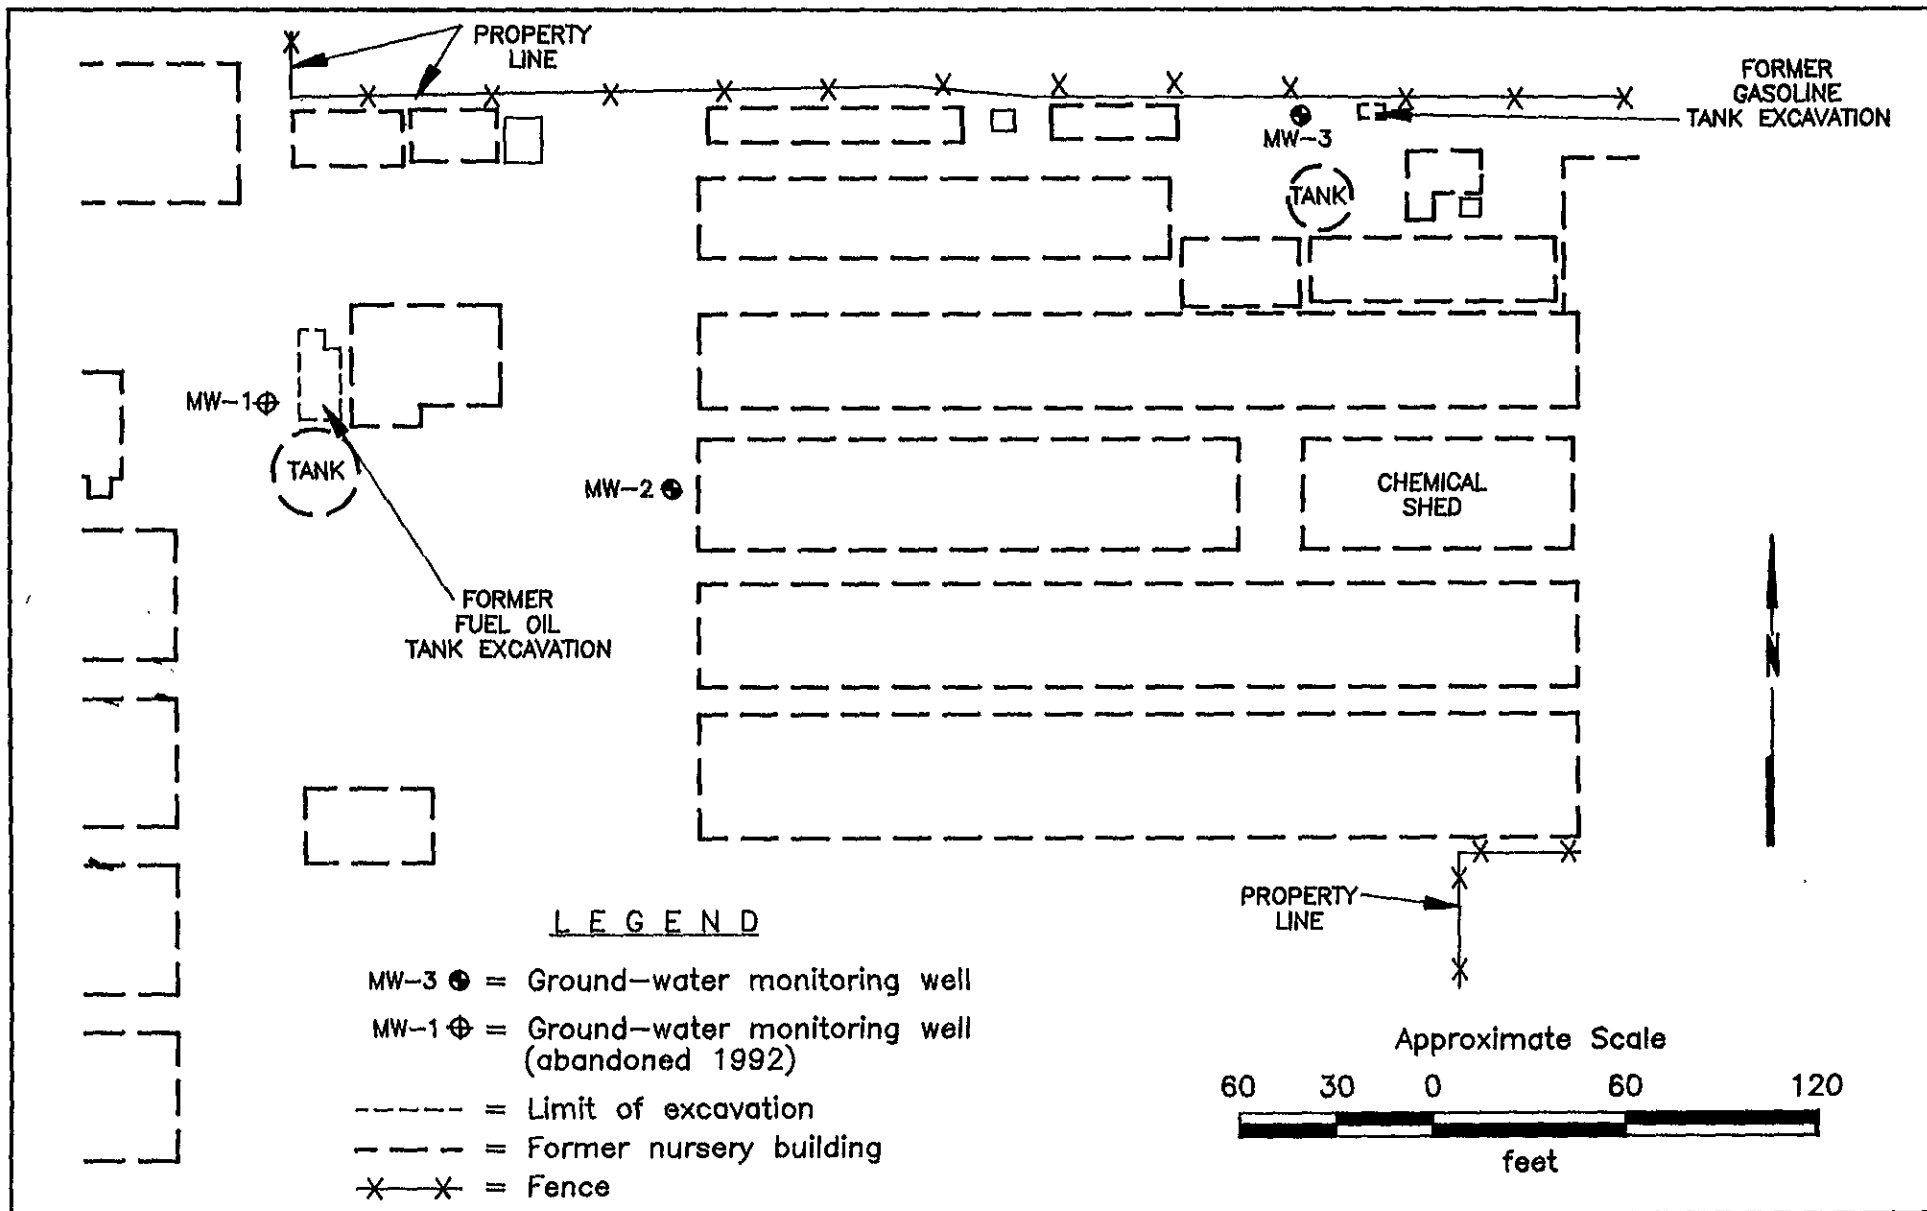 PROPERTY
LINE
FORMER
GASOLINE
TANK EXCAVATION
MW-3
TANK
MW-1
TANK
MW-2
CHEMICAL
SHED
FORMER
FUEL OIL
TANK EXCAVATION
N
PROPERTY
LINE
LEGEND
MW-3 = Ground-water monitoring well
MW-1 = Ground-water monitoring well
(abandoned 1992)
= Limit of excavation
= Former nursery building
= Fence
Approximate Scale
60 30 0 60 120
feet